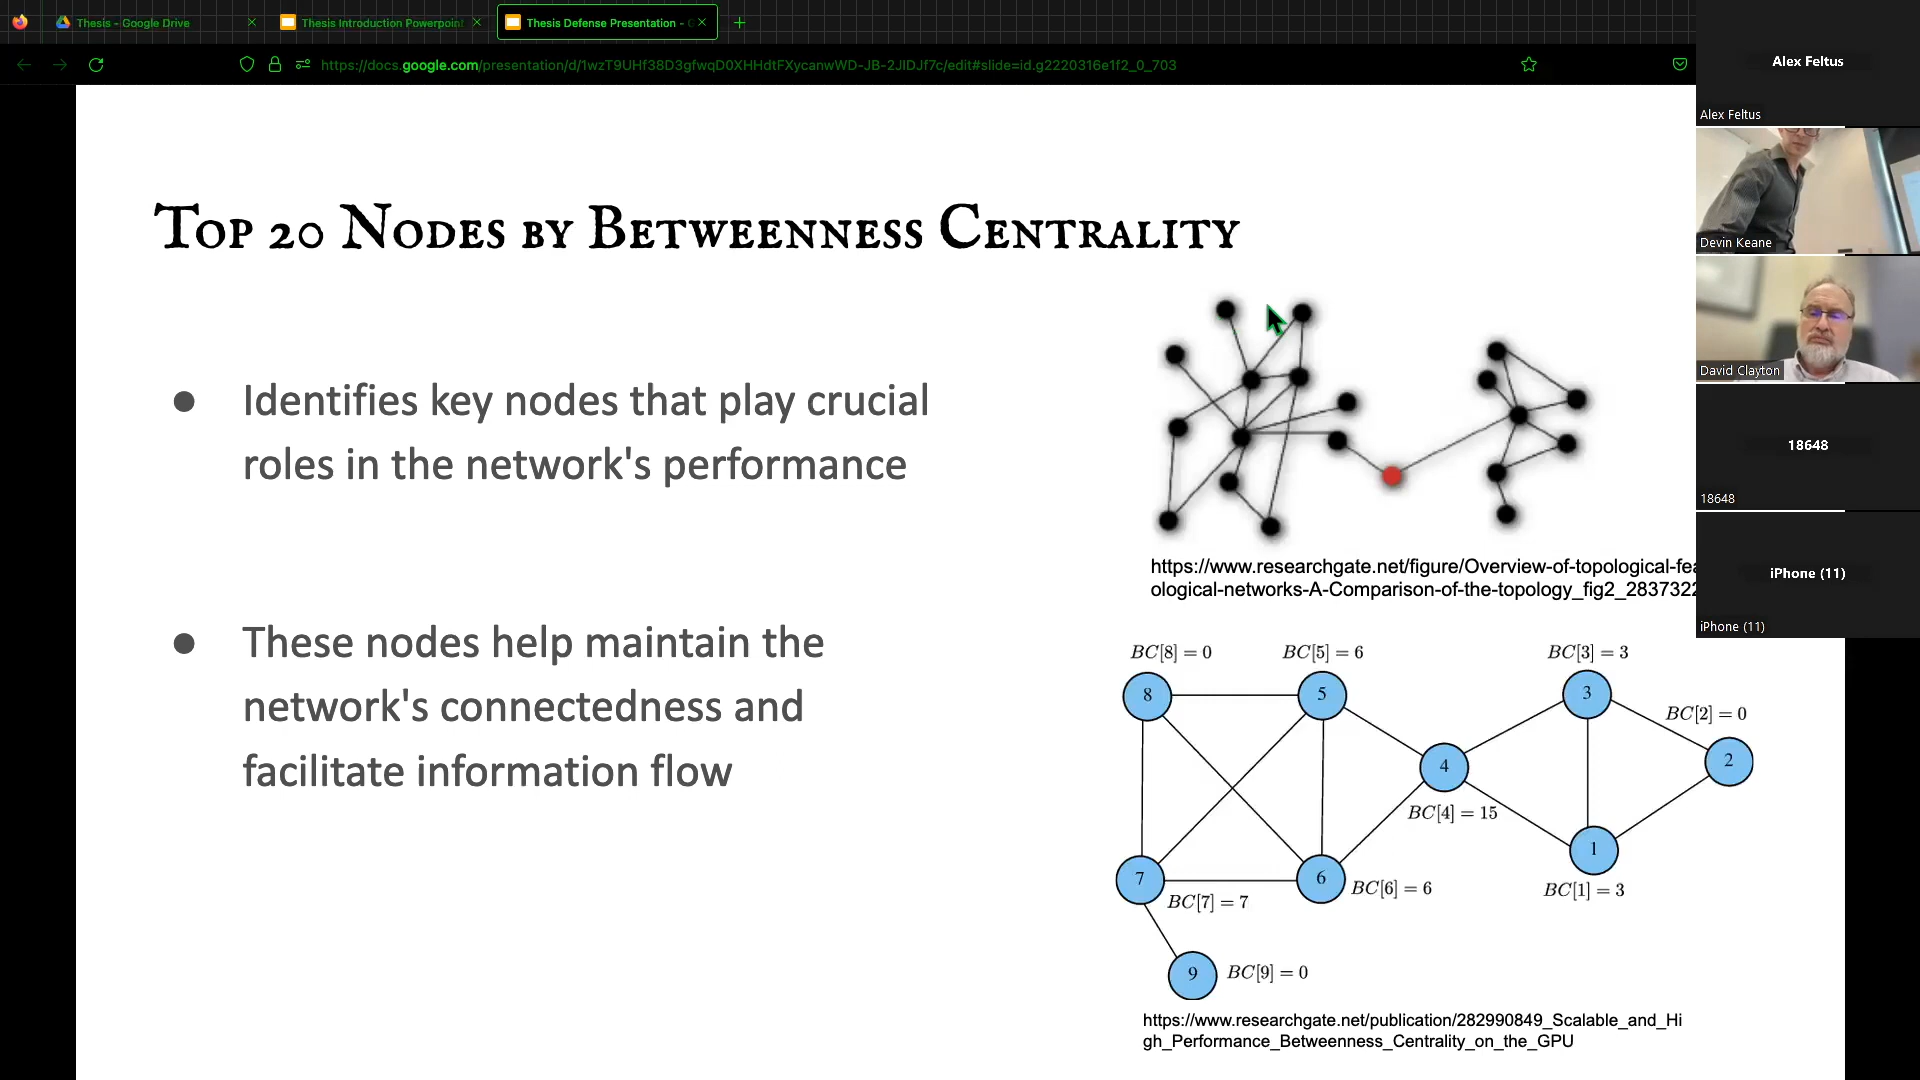 Thesis - Google Drive
Thesis Introduction Powerpoint
Thesis Defense Presentation -
https://docs.google.com/presentation/d/1wzT9UHf38D3gfwqD0XHHdtFXycanwWD-JB-2JIDJf7c/edit#slide=id.g2220316e1f2_0_703
Top 20 Nodes by Betweenness Centrality
● Identifies key nodes that play crucial
roles in the network's performance
● These nodes help maintain the
network's connectedness and
facilitate information flow
https://www.researchgate.net/figure/Overview-of-topological-fea
ological-networks-A-Comparison-of-the-topology_fig2_2837322
BC[8] = 0
BC[5] = 6
BC[3] = 3
8
5
3
BC[2] = 0
2
4
BC[4] = 15
1
BC[1] = 3
7
6
BC[6] = 6
BC[7] = 7
9
BC[9] = 0
https://www.researchgate.net/publication/282990849_Scalable_and_Hi
gh_Performance_Betweenness_Centrality_on_the_GPU
Alex Feltus
Alex Feltus
Devin Keane
David Clayton
18648
18648
iPhone (11)
iPhone (11)